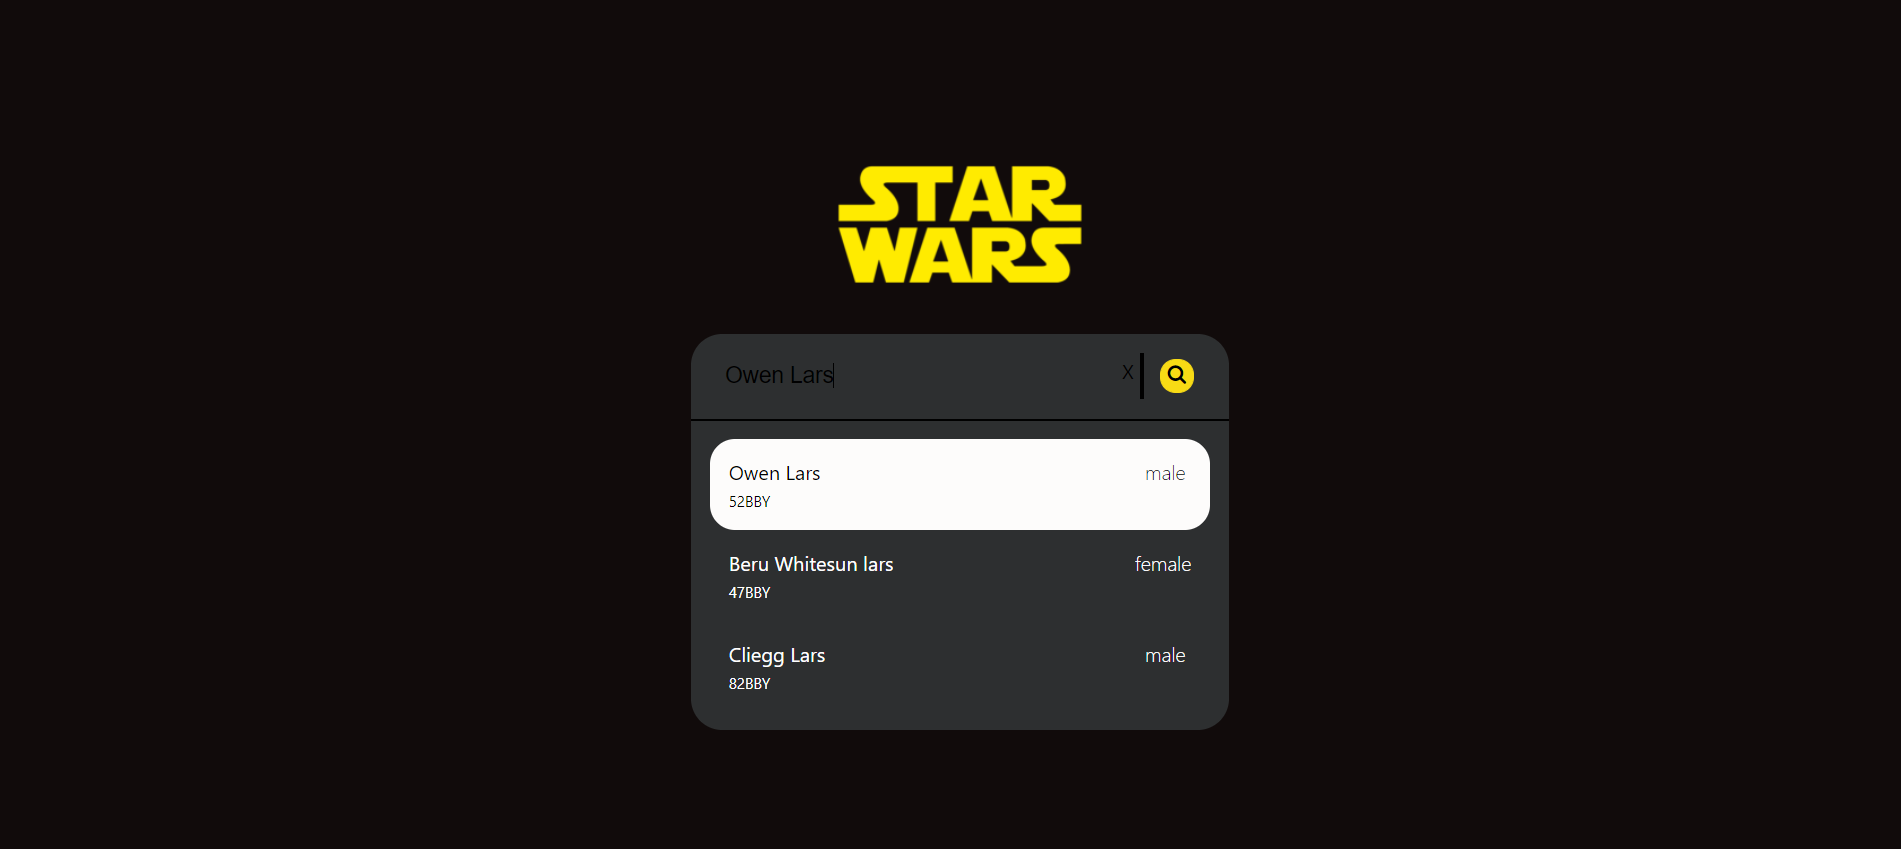 STAR
WARS
Owen Lars X
Owen Lars male
52BBY
Beru Whitesun lars female
47BBY
Cliegg Lars male
82BBY